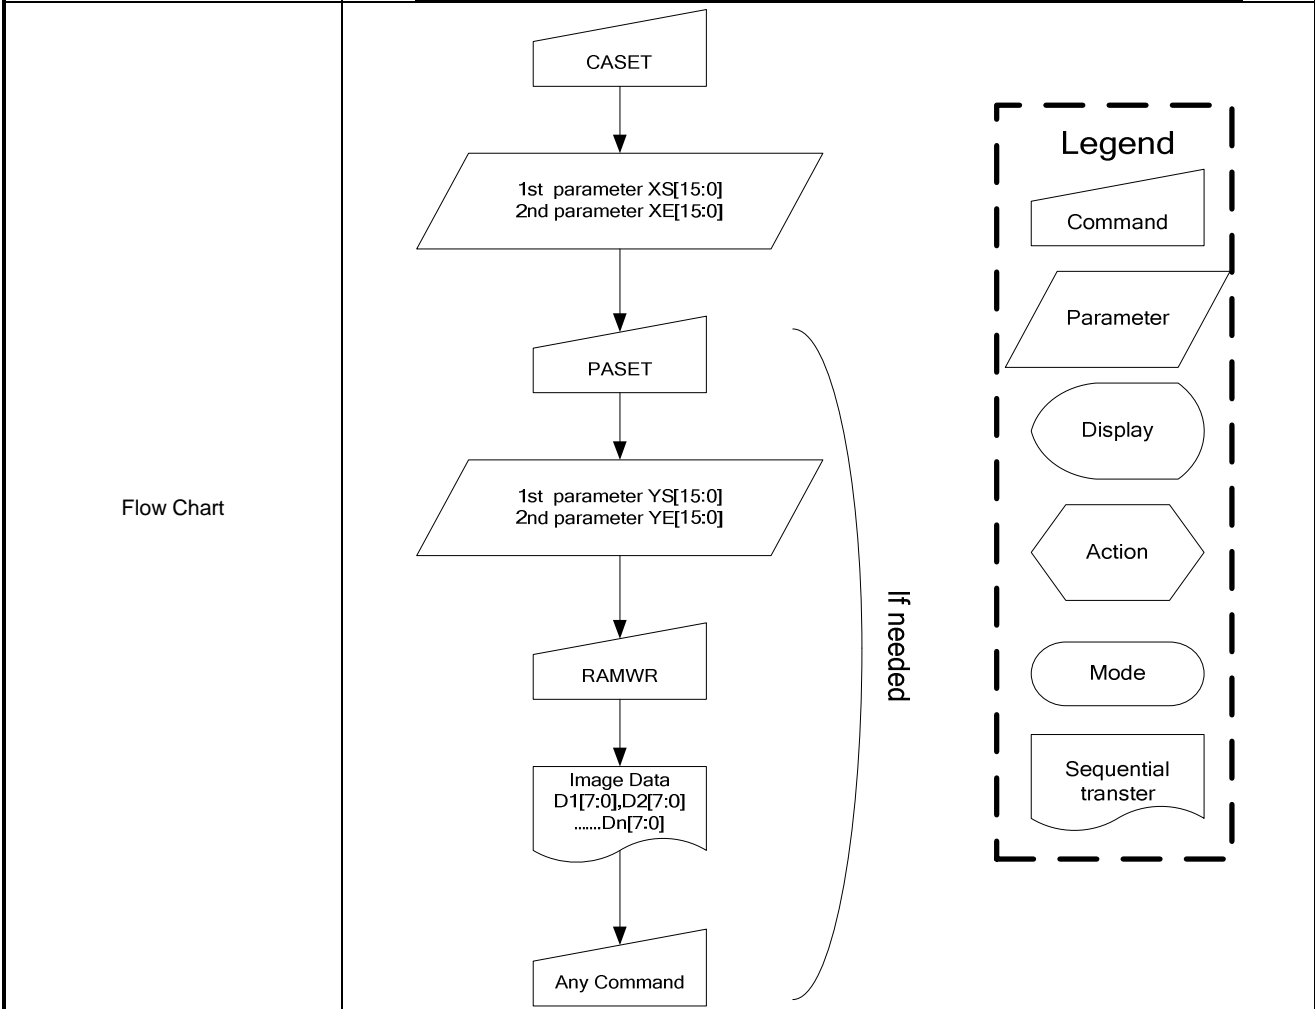 Flow Chart
CASET
1st parameter XS[15:0]
2nd parameter XE[15:0]
PASET
1st parameter YS[15:0]
2nd parameter YE[15:0]
RAMWR
Image Data
D1[7:0],D2[7:0]
.......Dn[7:0]
Any Command
If needed
Legend
Command
Parameter
Display
Action
Mode
Sequential
transter